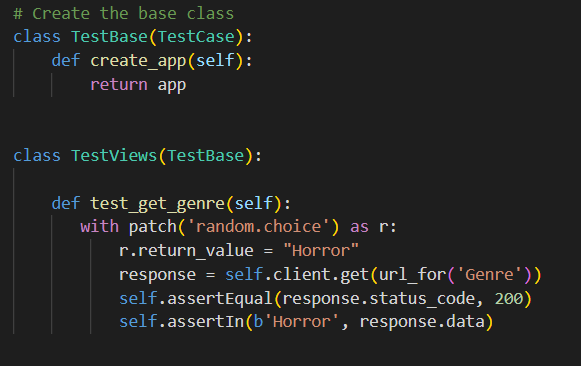 # Create the base class
class TestBase(TestCase):
    def create_app(self):
        return app
class TestViews(TestBase):
    def test_get_genre(self):
       with patch('random.choice') as r:
           r.return_value = "Horror"
           response = self.client.get(url_for('Genre'))
           self.assertEqual(response.status_code, 200)
           self.assertIn(b'Horror', response.data)